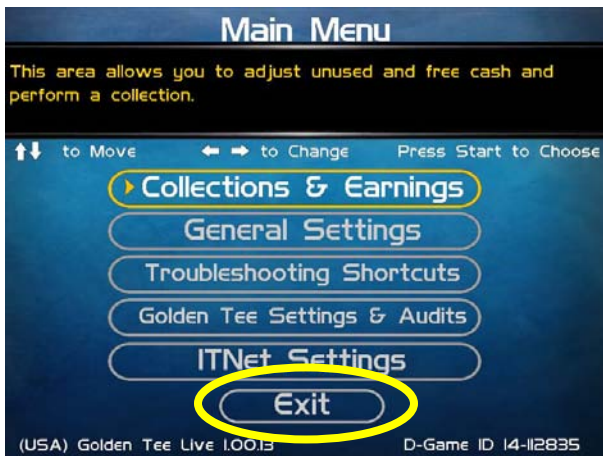 Main Menu
This area allows you to adjust unused and free cash and
perform a collection.
to Move to Change Press Start to Choose
Collections & Earnings
General Settings
Troubleshooting Shortcuts
Golden Tee Settings & Audits
ITNet Settings
Exit
(USA) Golden Tee Live 1.00.13 D-Game ID 14-112835